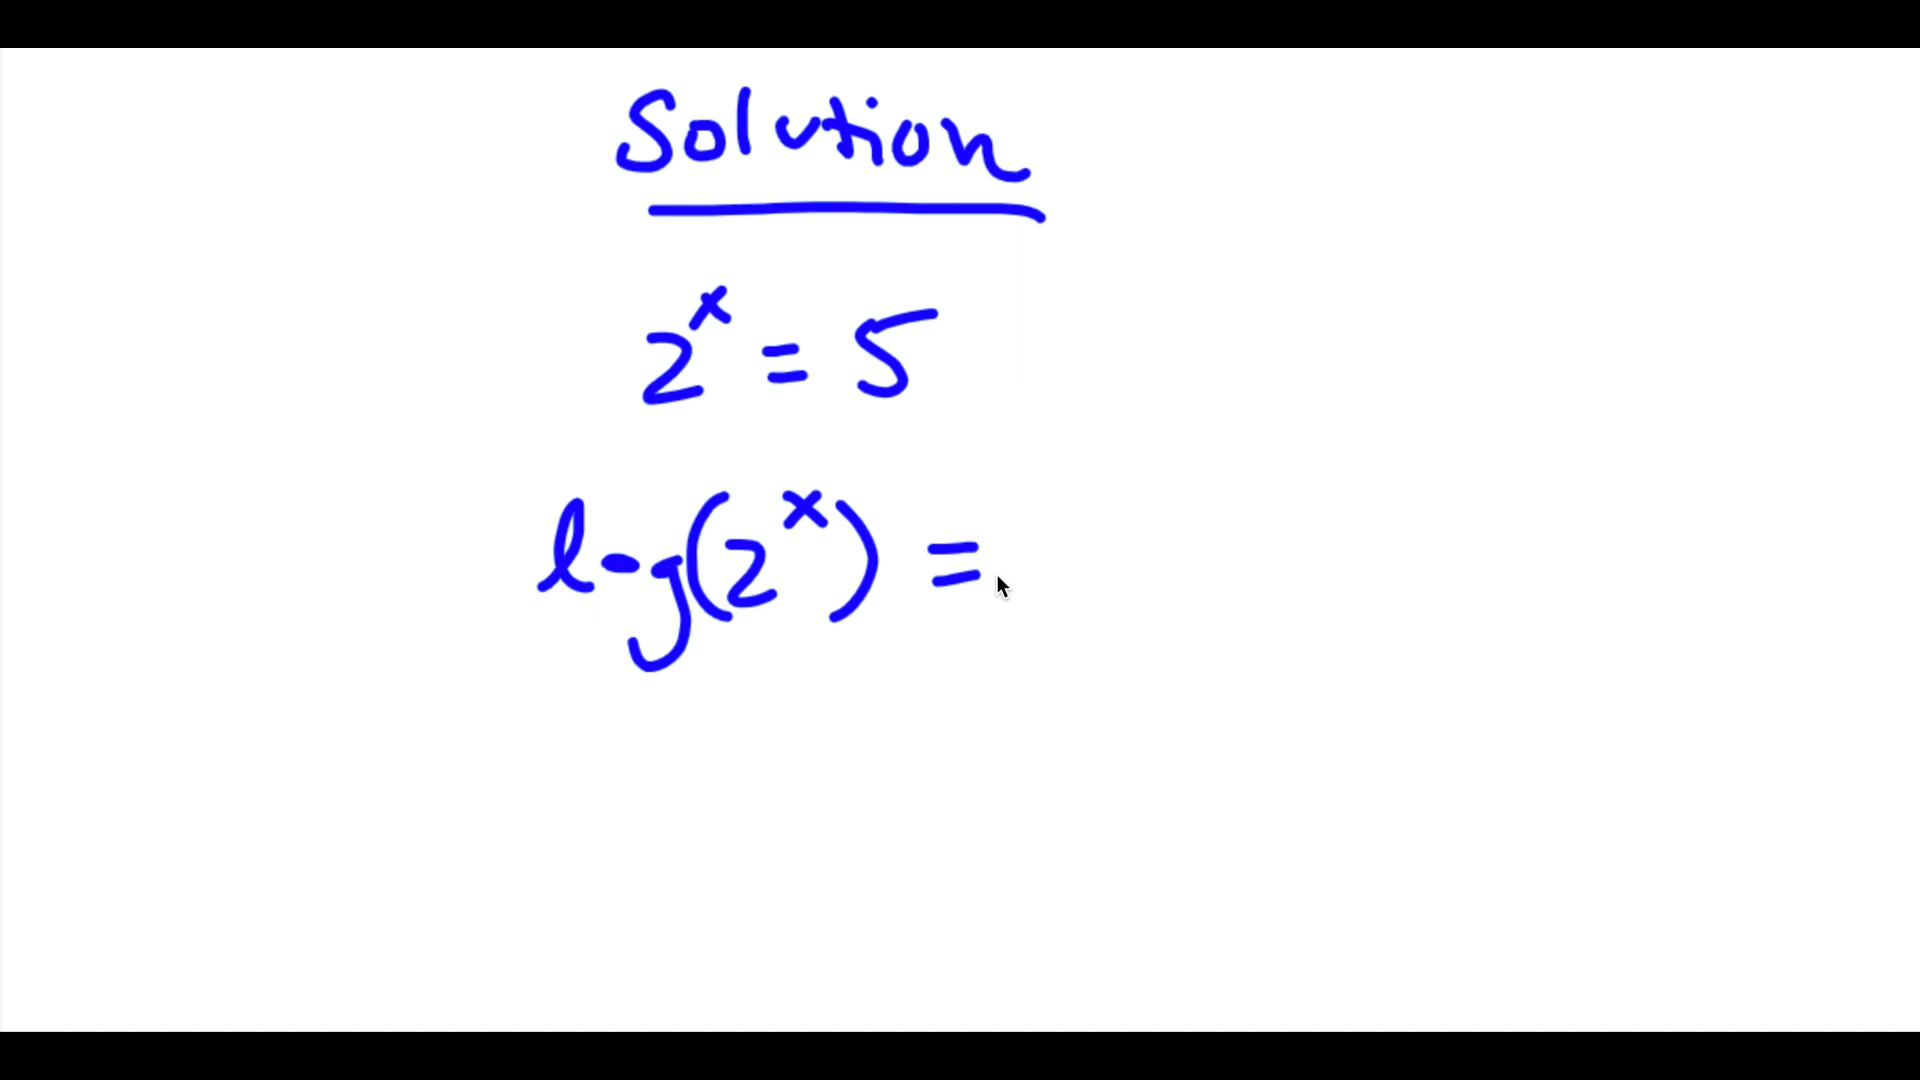 Solution
2^x = 5
log(2^x) =